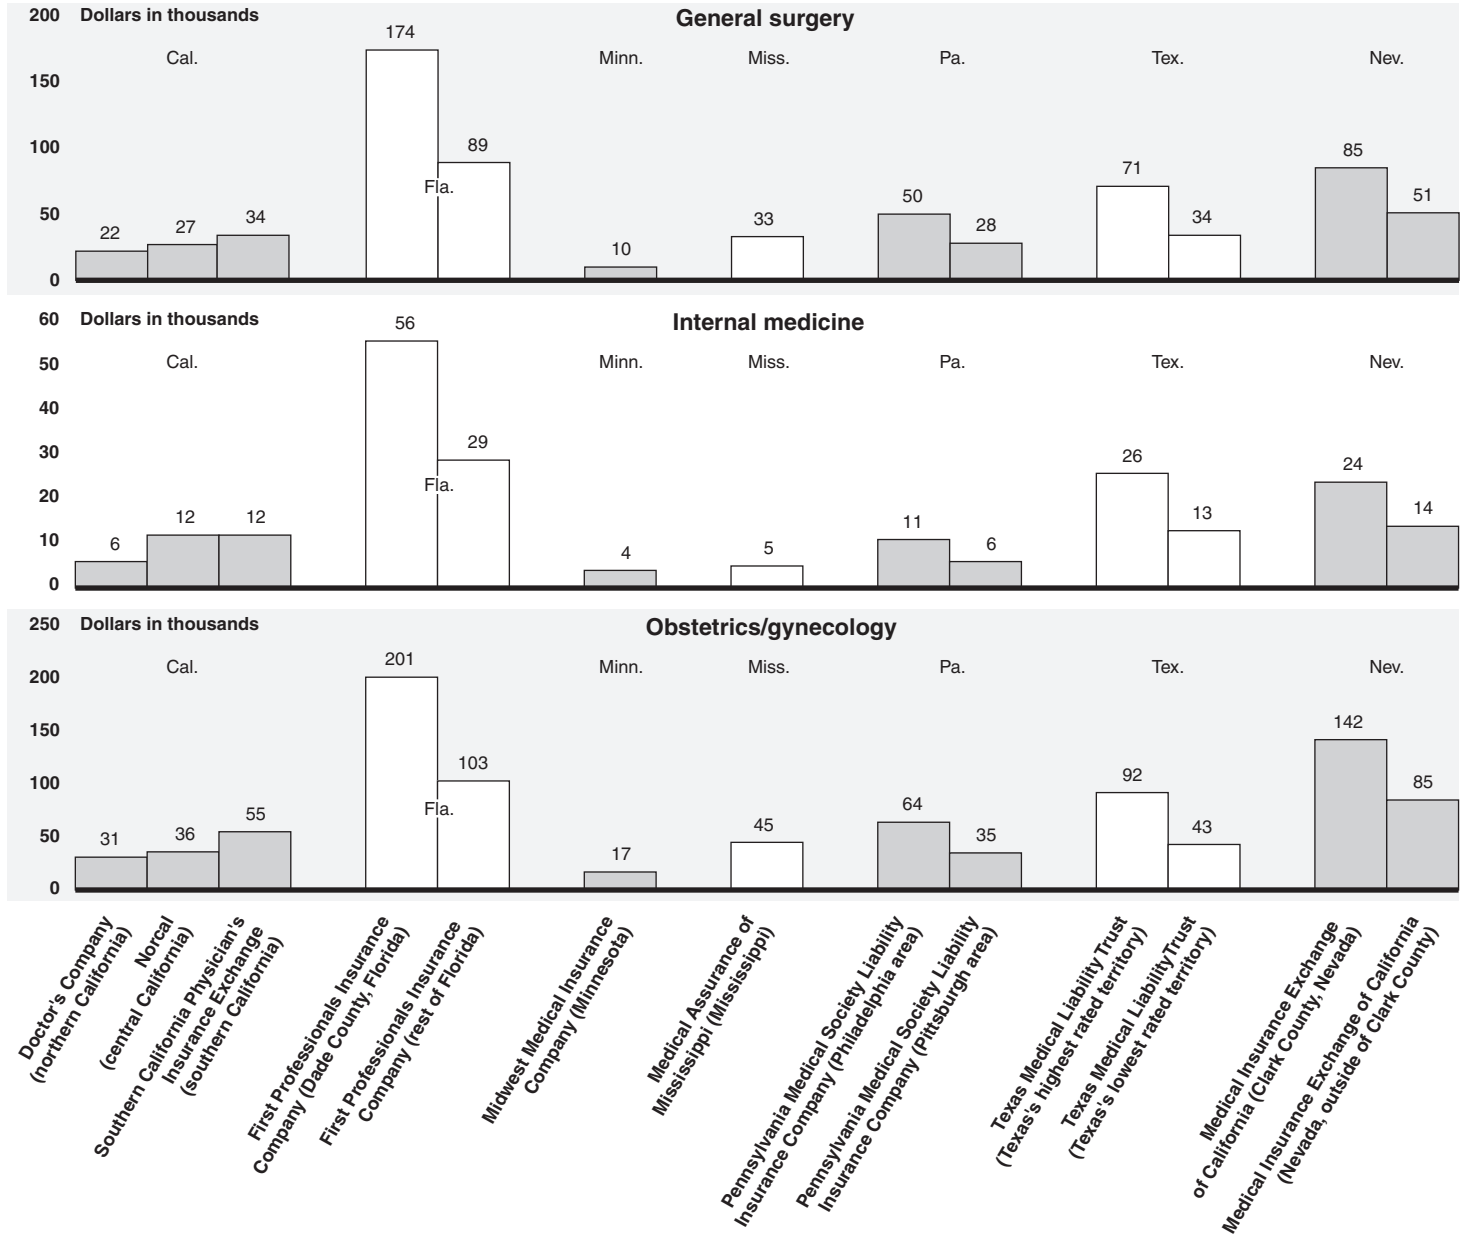 200 Dollars in thousands
General surgery
Cal.
Minn.
Miss.
Pa.
Tex.
Nev.
150
100
50
0
22
27
34
174
89
Fla.
10
33
50
28
71
34
85
51
60 Dollars in thousands
Internal medicine
Cal.
Minn.
Miss.
Pa.
Tex.
Nev.
50
40
30
20
10
0
6
12
12
56
29
Fla.
4
5
11
6
26
13
24
14
250 Dollars in thousands
Obstetrics/gynecology
Cal.
Minn.
Miss.
Pa.
Tex.
Nev.
200
150
100
50
0
31
36
55
201
103
Fla.
17
45
64
35
92
43
142
85
Doctor's Company
(northern California)
Norcal
(central California)
Southern California Physician's
Insurance Exchange
(southern California)
First Professionals Insurance
Company (Dade County, Florida)
First Professionals Insurance
Company (rest of Florida)
Midwest Medical Insurance
Company (Minnesota)
Medical Assurance of
Mississippi (Mississippi)
Pennsylvania Medical Society Liability
Insurance Company (Philadelphia area)
Pennsylvania Medical Society Liability
Insurance Company (Pittsburgh area)
Texas Medical Liability Trust
(Texas's highest rated territory)
Texas Medical Liability Trust
(Texas's lowest rated territory)
Medical Insurance Exchange
of California (Clark County, Nevada)
Medical Insurance Exchange of California
(Nevada, outside of Clark County)